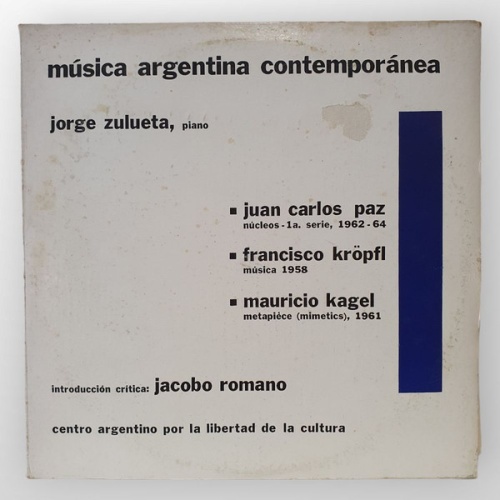 música argentina contemporánea
jorge zulueta, piano
juan carlos paz
núcleos - 1a. serie, 1962 - 64
francisco kröpfl
música 1958
mauricio kagel
metapiéce (mimetics), 1961
introducción crítica: jacobo romano
centro argentino por la libertad de la cultura